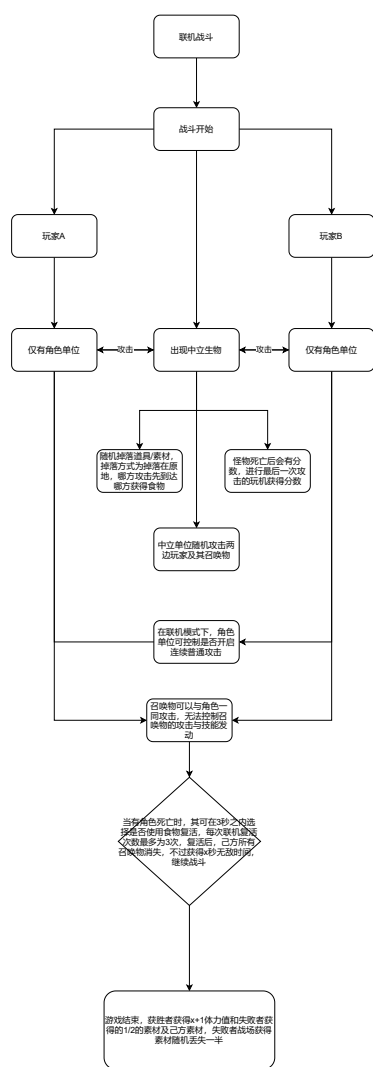 联机战斗
战斗开始
玩家A
玩家B
仅有角色单位
攻击
出现中立生物
攻击
仅有角色单位
随机掉落道具/素材，
掉落方式为掉落在原
地，哪方攻击先到达
哪方获得食物
怪物死亡后会有分
数，进行最后一次攻
击的玩机获得分数
中立单位随机攻击两
边玩家及其召唤物
在联机模式下，角色
单位可控制是否开启
连续普通攻击
召唤物可以与角色一
同攻击，无法控制召
唤物的攻击与技能发
动
当有角色死亡时，其可在3秒之内选
择是否使用食物复活，每次联机复活
次数最多为3次，复活后，己方所有
召唤物消失，不过获得x秒无敌时间，
继续战斗
游戏结束，获胜者获得x+1体力值和失败者获
得的1/2的素材及己方素材，失败者战场获得
素材随机丢失一半